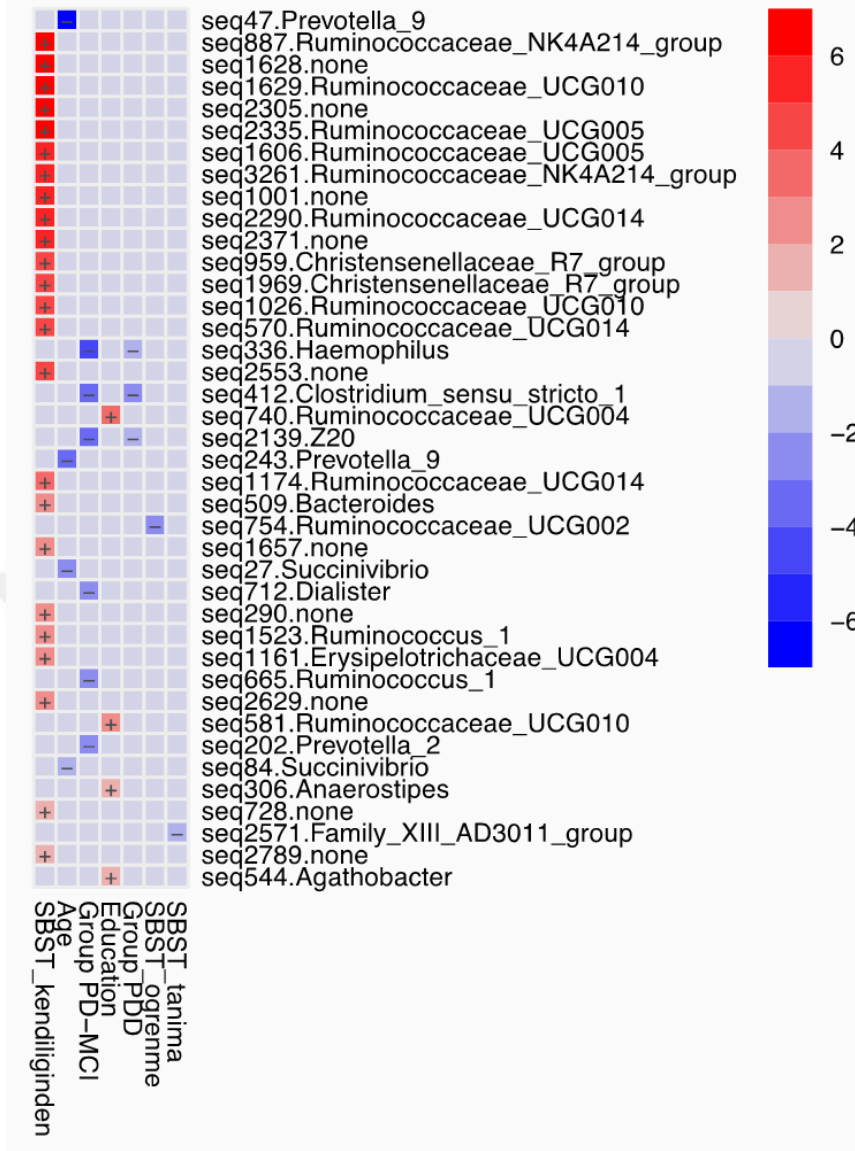 seq47.Prevotella_9
seq887.Ruminococcaceae_NK4A214_group
seq1628.none
seq1629.Ruminococcaceae_UCG010
seq2305.none
seq2335.Ruminococcaceae_UCG005
seq1606.Ruminococcaceae_UCG005
seq3261.Ruminococcaceae_NK4A214_group
seq1001.none
seq2290.Ruminococcaceae_UCG014
seq2371.none
seq959.Christensenellaceae_R7_group
seq1969.Christensenellaceae_R7_group
seq1026.Ruminococcaceae_UCG010
seq570.Ruminococcaceae_UCG014
seq336.Haemophilus
seq2553.none
seq412.Clostridium_sensu_stricto_1
seq740.Ruminococcaceae_UCG004
seq2139.Z20
seq243.Prevotella_9
seq1174.Ruminococcaceae_UCG014
seq509.Bacteroides
seq754.Ruminococcaceae_UCG002
seq1657.none
seq27.Succinivibrio
seq712.Dialister
seq290.none
seq1523.Ruminococcus_1
seq1161.Erysipelotrichaceae_UCG004
seq665.Ruminococcus_1
seq2629.none
seq581.Ruminococcaceae_UCG010
seq202.Prevotella_2
seq84.Succinivibrio
seq306.Anaerostipes
seq728.none
seq2571.Family_XIII_AD3011_group
seq2789.none
seq544.Agathobacter
SBST_kendiliginden
Age
Group PD−MCI
Education
Group_PDD
SBST_ogrenme
SBST_tanima
6
4
2
0
−2
−4
−6